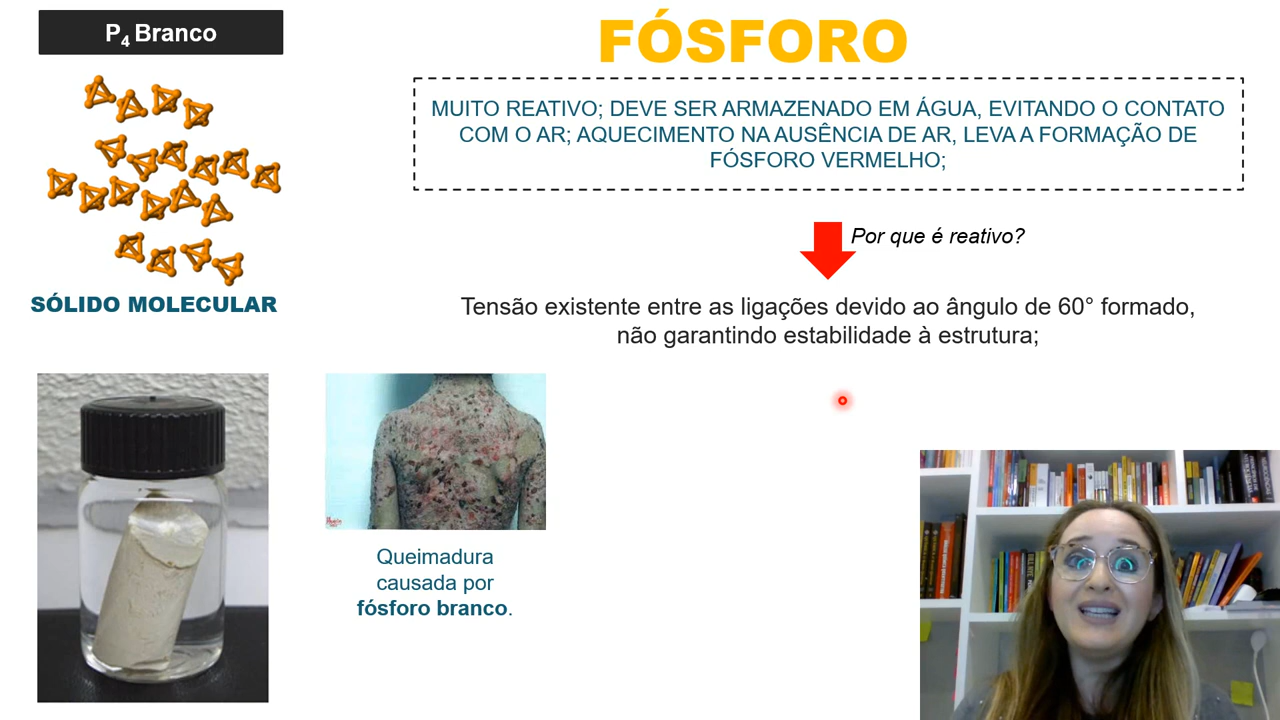 P₄ Branco
FÓSFORO
MUITO REATIVO; DEVE SER ARMAZENADO EM ÁGUA, EVITANDO O CONTATO
COM O AR; AQUECIMENTO NA AUSÊNCIA DE AR, LEVA A FORMAÇÃO DE
FÓSFORO VERMELHO;
Por que é reativo?
SÓLIDO MOLECULAR
Tensão existente entre as ligações devido ao ângulo de 60° formado,
não garantindo estabilidade à estrutura;
Queimadura
causada por
fósforo branco.